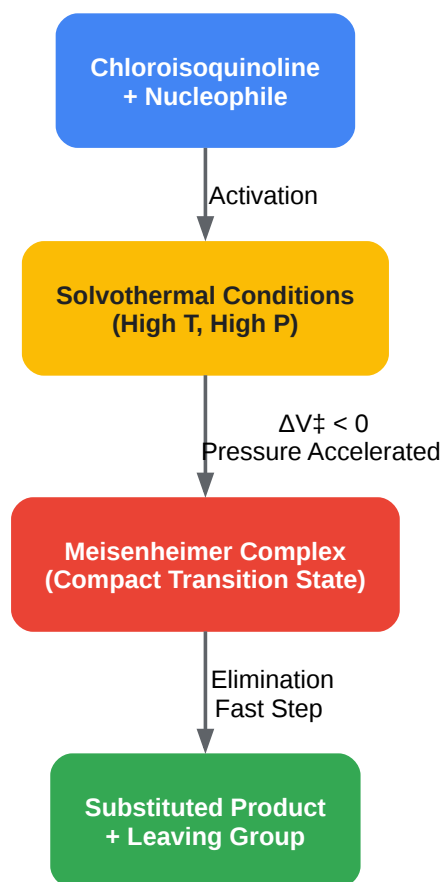 Chloroisoquinoline
+ Nucleophile
Activation
Solvothermal Conditions
(High T, High P)
ΔV‡ < 0
Pressure Accelerated
Meisenheimer Complex
(Compact Transition State)
Elimination
Fast Step
Substituted Product
+ Leaving Group